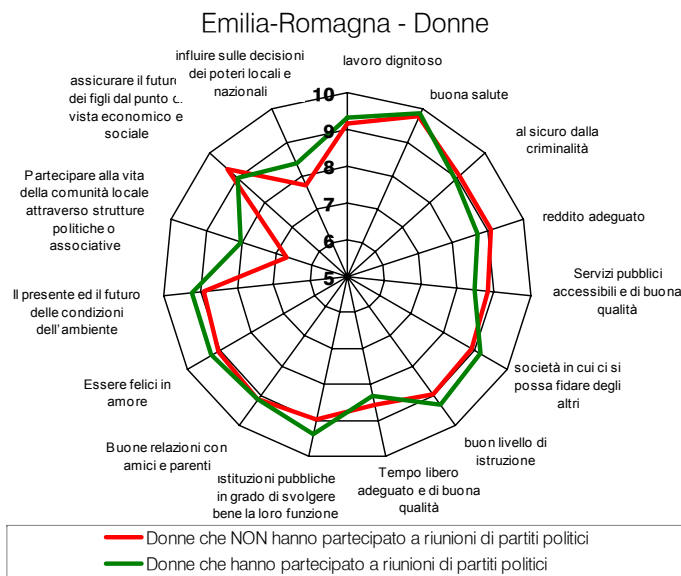 Emilia-Romagna - Donne
influire sulle decisioni
dei poteri locali e
nazionali
lavoro dignitoso
buona salute
al sicuro dalla
criminalità
reddito adeguato
Servizi pubblici
accessibili e di buona
qualità
società in cui ci si
possa fidare degli
altri
buon livello di
istruzione
Tempo libero
adeguato e di buona
qualità
Istituzioni pubbliche
in grado di svolgere
bene la loro funzione
Buone relazioni con
amici e parenti
Essere felici in
amore
Il presente ed il futuro
delle condizioni
dell'ambiente
Partecipare alla vita
della comunità locale
attraverso strutture
politiche o
associative
assicurare il futuro
dei figli dal punto
vista economico e
sociale
10
9
8
7
6
5
Donne che NON hanno partecipato a riunioni di partiti politici
Donne che hanno partecipato a riunioni di partiti politici